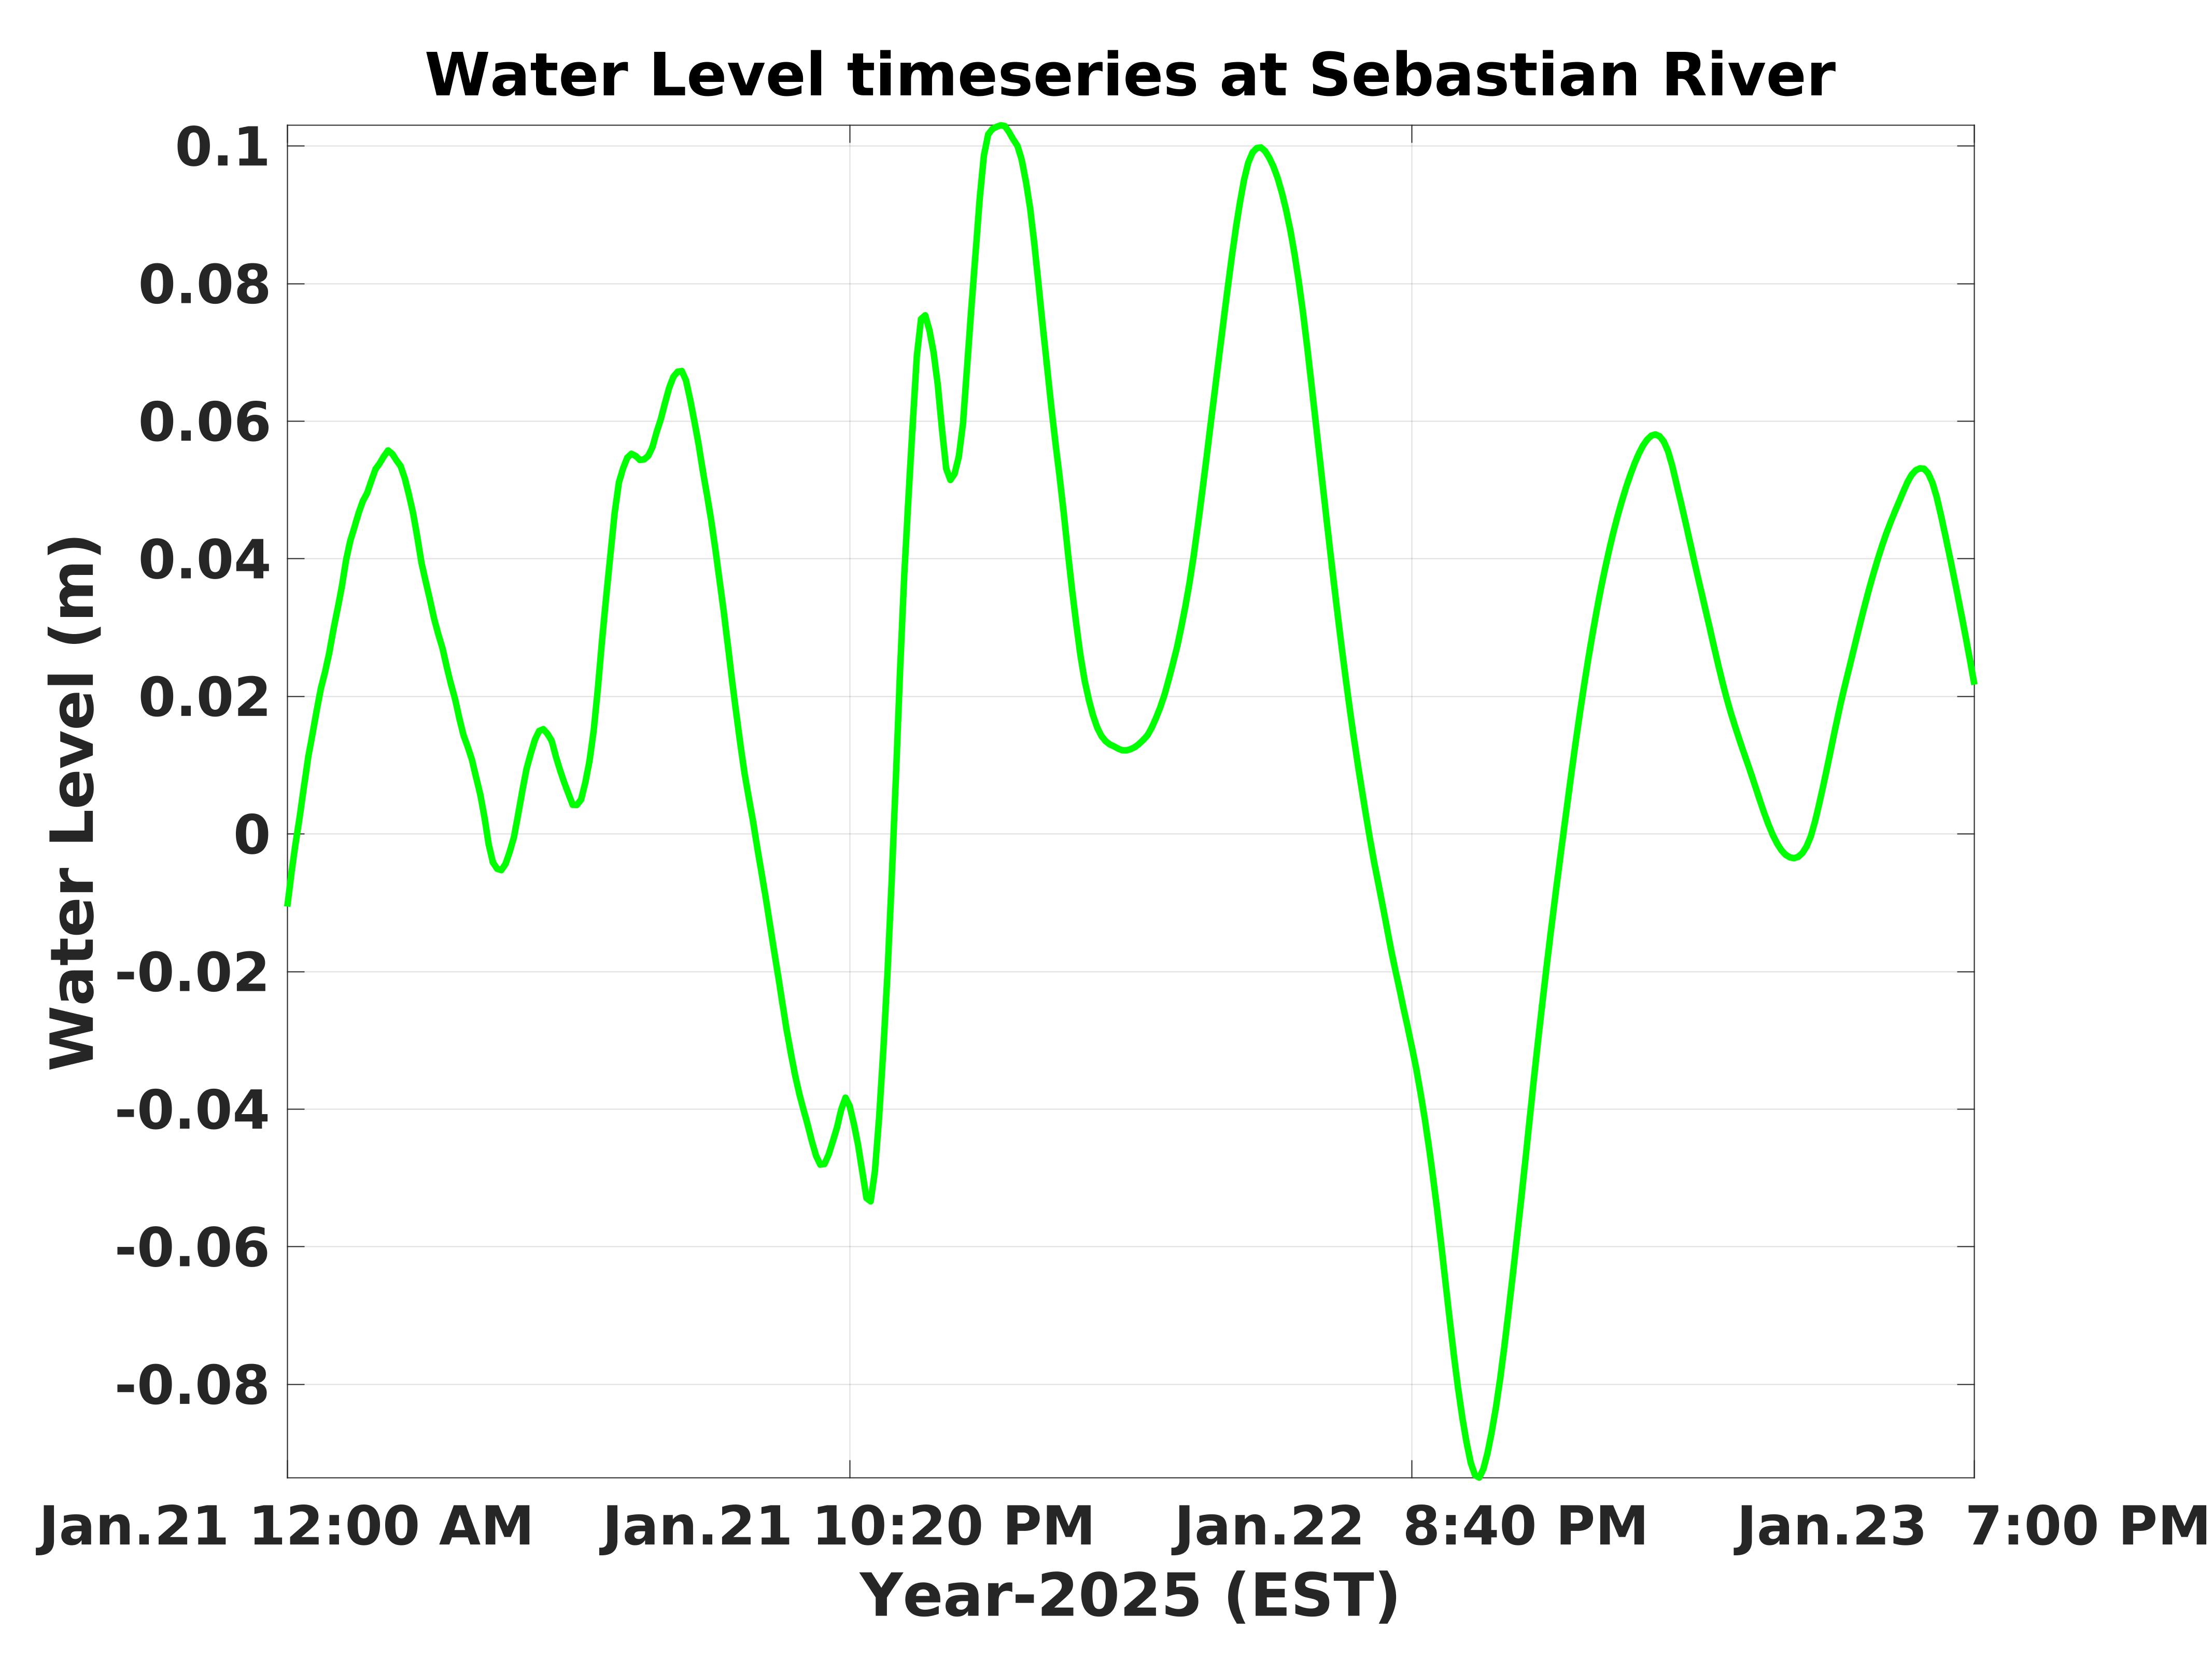 Water Level timeseries at Sebastian River
0.1
0.08
0.06
0.04
0.02
0
-0.02
-0.04
-0.06
-0.08
Water Level (m)
Jan.21 12:00 AM Jan.21 10:20 PM Jan.22 8:40 PM Jan.23 7:00 PM
Year-2025 (EST)